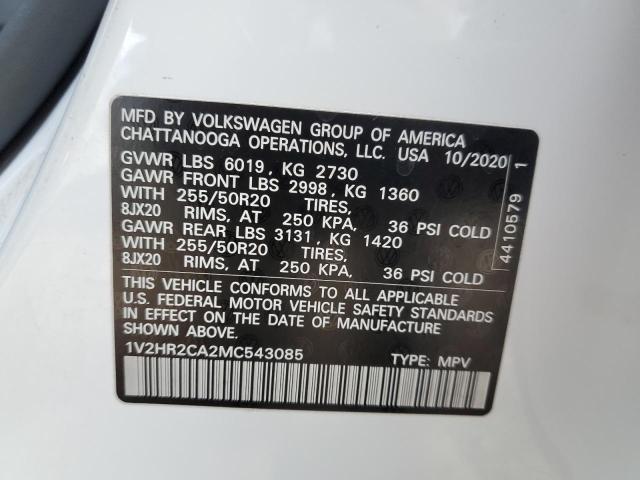 MFD BY VOLKSWAGEN GROUP OF AMERICA
CHATTANOOGA OPERATIONS, LLC. USA 10/2020
GVWR LBS 6019, KG 2730
GAWR FRONT LBS 2998, KG 1360
WITH 255/50R20 TIRES,
8JX20 RIMS, AT 250 KPA, 36 PSI COLD
GAWR REAR LBS 3131, KG 1420
WITH 255/50R20 TIRES,
8JX20 RIMS, AT 250 KPA, 36 PSI COLD
THIS VEHICLE CONFORMS TO ALL APPLICABLE
U.S. FEDERAL MOTOR VEHICLE SAFETY STANDARDS
IN EFFECT ON THE DATE OF MANUFACTURE
SHOWN ABOVE.
1V2HR2CA2MC543085 TYPE: MPV
4410579 1